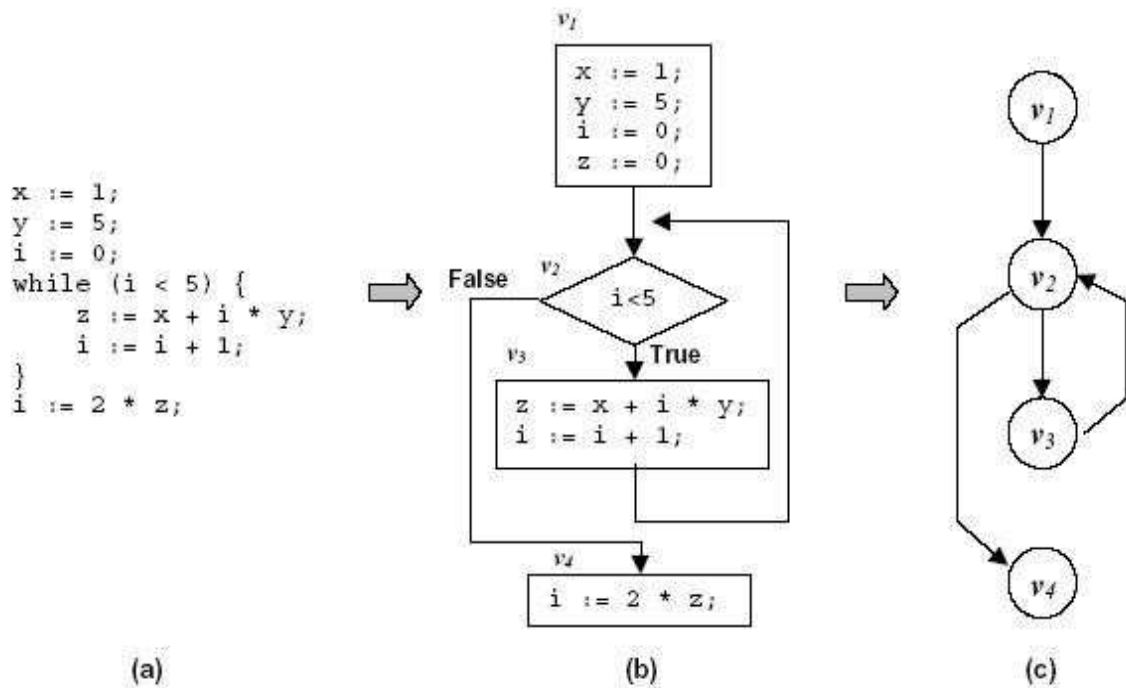 x := 1;
y := 5;
i := 0;
while (i < 5) {
z := x + i * y;
i := i + 1;
}
i := 2 * z;
(a)
v1
x := 1;
y := 5;
i := 0;
z := 0;
False
v2
i<5
True
v3
z := x + i * y;
i := i + 1;
v4
i := 2 * z;
(b)
v1
v2
v3
v4
(c)